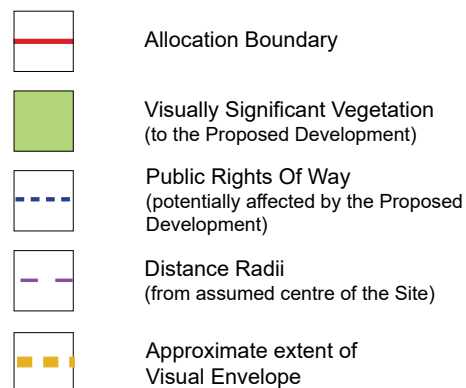 Allocation Boundary
Visually Significant Vegetation
(to the Proposed Development)
Public Rights Of Way
(potentially affected by the Proposed
Development)
Distance Radii
(from assumed centre of the Site)
Approximate extent of
Visual Envelope